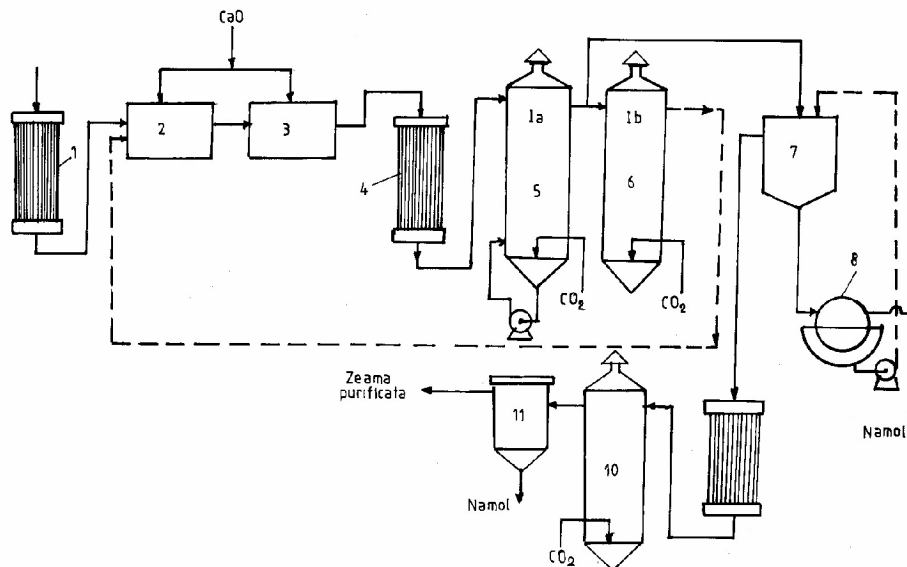 CaO
1
2
3
4
Ia
5
CO2
Ib
6
CO2
7
8
Namol
Zeama
purificata
11
Namol
10
CO2